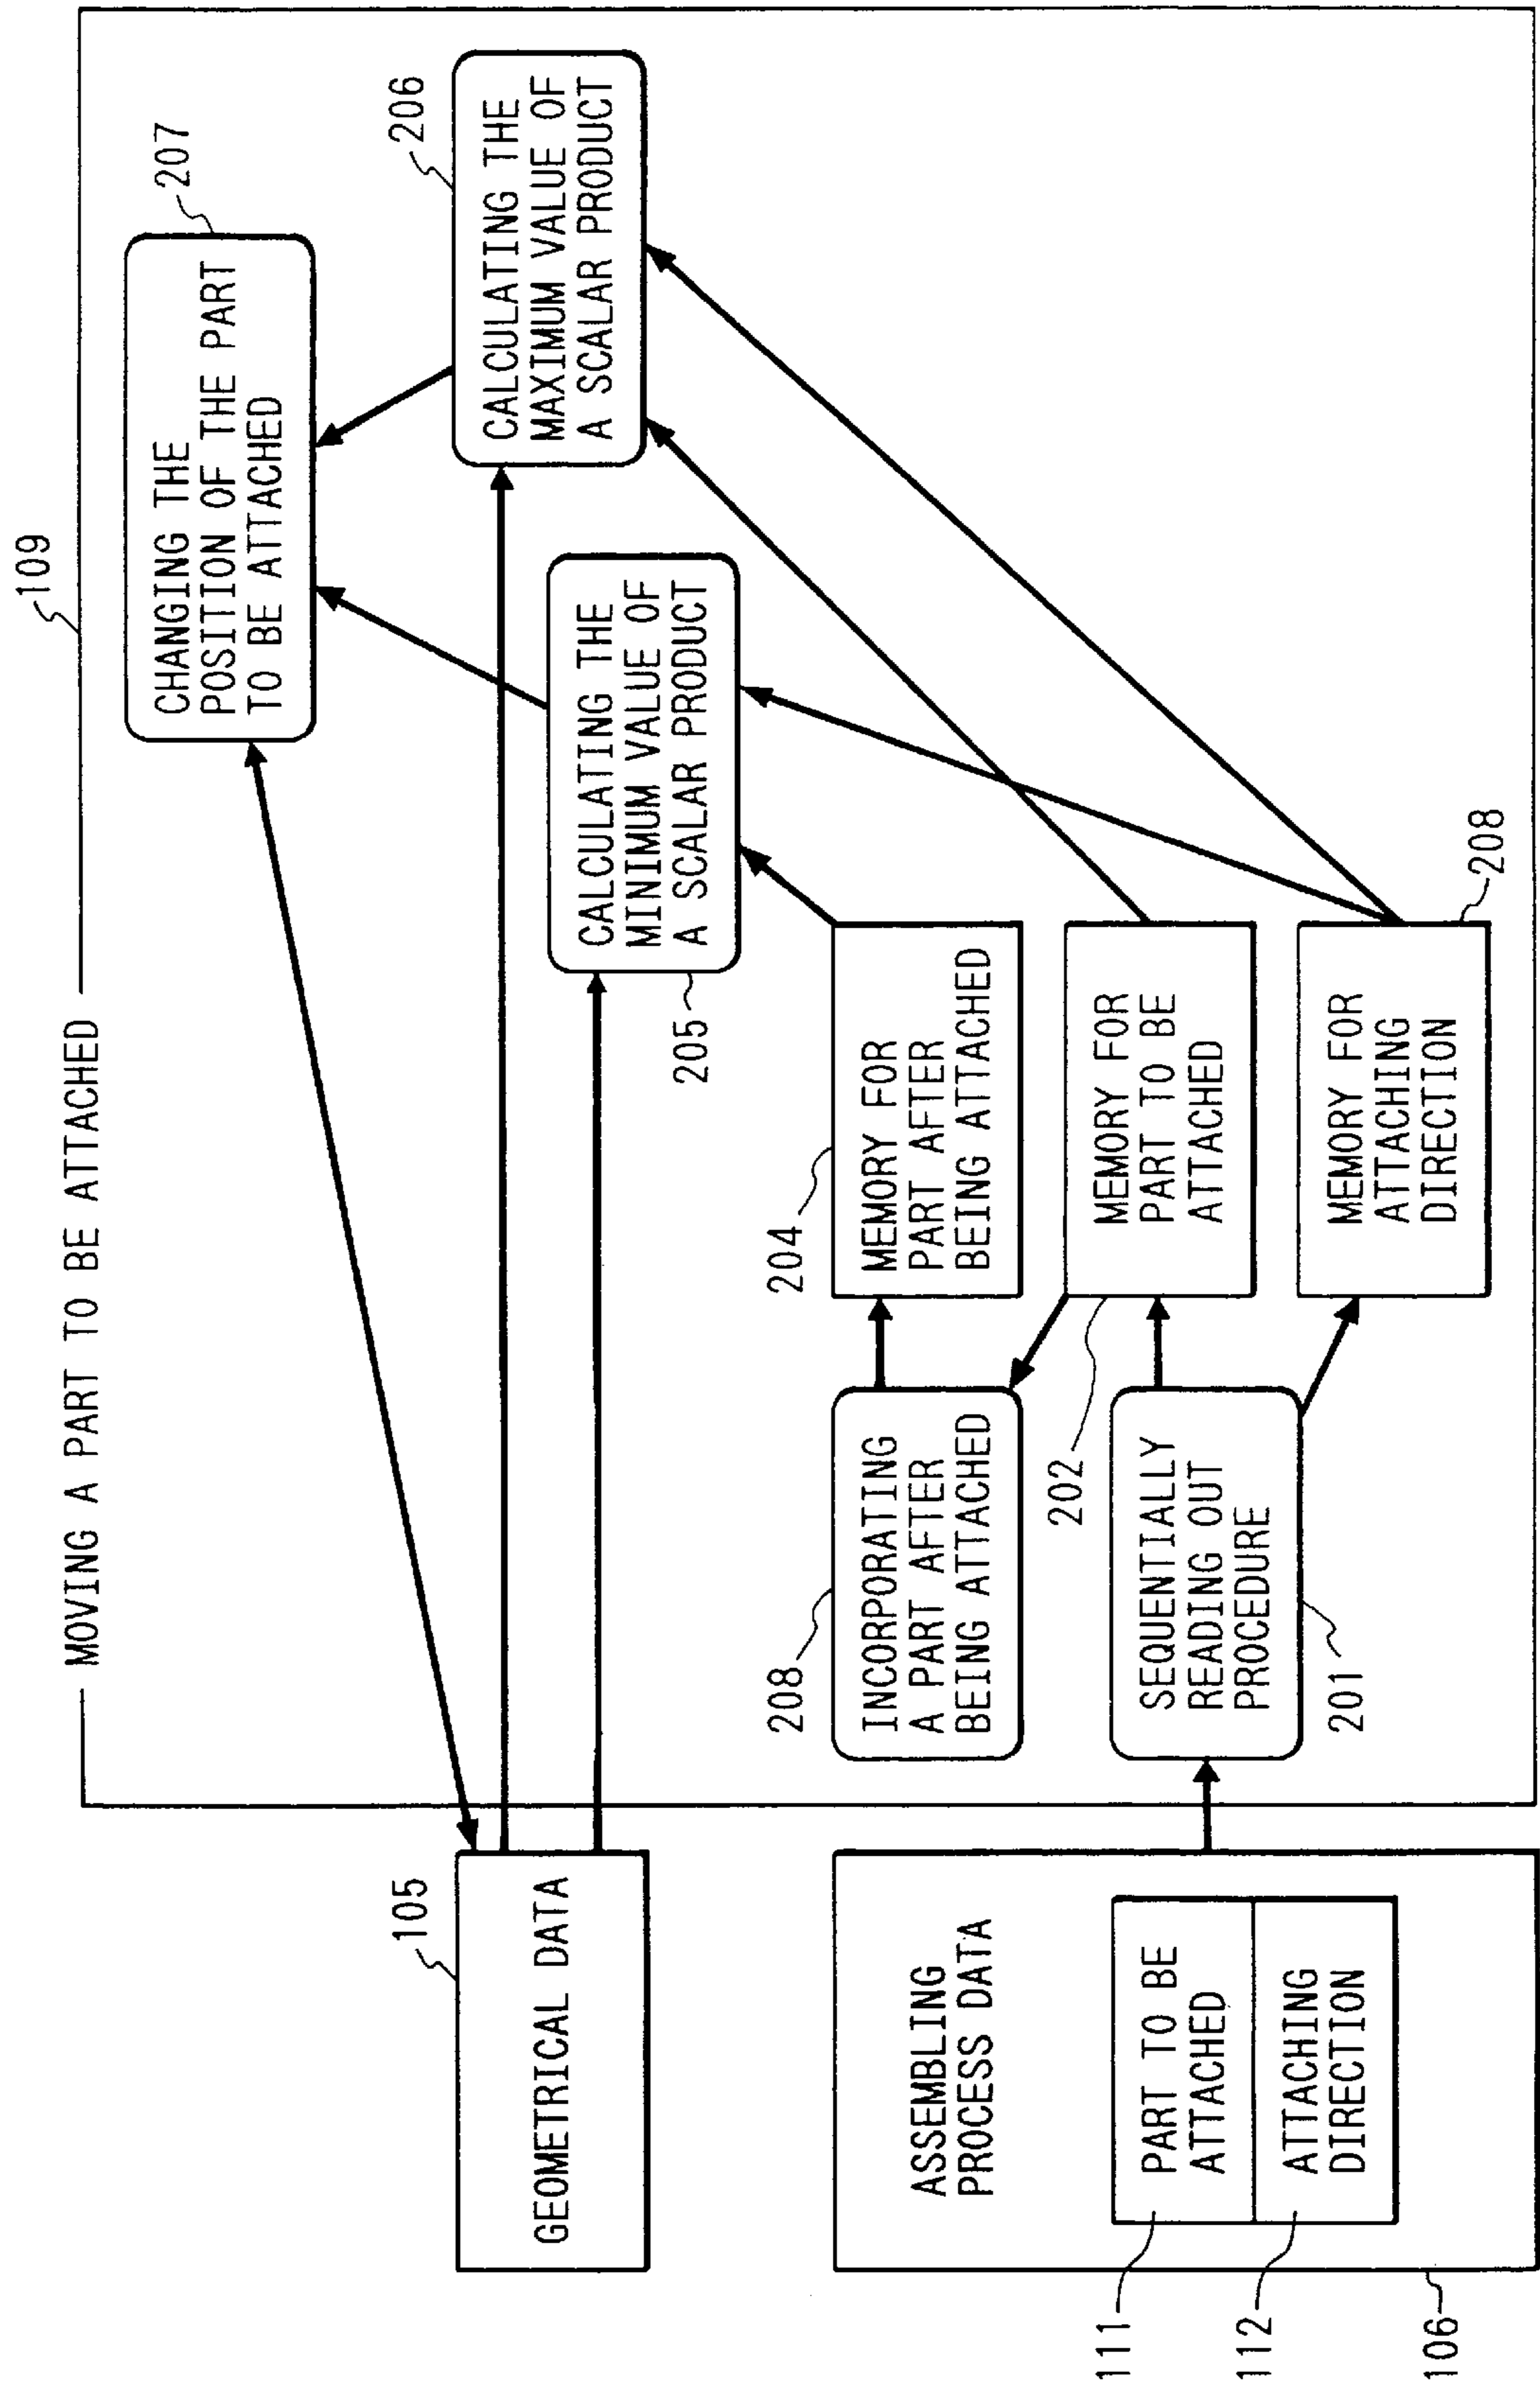 109
MOVING A PART TO BE ATTACHED
207
CHANGING THE
POSITION OF THE PART
TO BE ATTACHED
105
GEOMETRICAL DATA
206
CALCULATING THE
MAXIMUM VALUE OF
A SCALAR PRODUCT
CALCULATING THE
MINIMUM VALUE OF
A SCALAR PRODUCT
205
208
INCORPORATING
A PART AFTER
BEING ATTACHED
204
MEMORY FOR
PART AFTER
BEING ATTACHED
ASSEMBLING
PROCESS DATA
111
PART TO BE
ATTACHED
112
ATTACHING
DIRECTION
106
SEQUENTIALLY
READING OUT
PROCEDURE
201
202
MEMORY FOR
PART TO BE
ATTACHED
MEMORY FOR
ATTACHING
DIRECTION
208